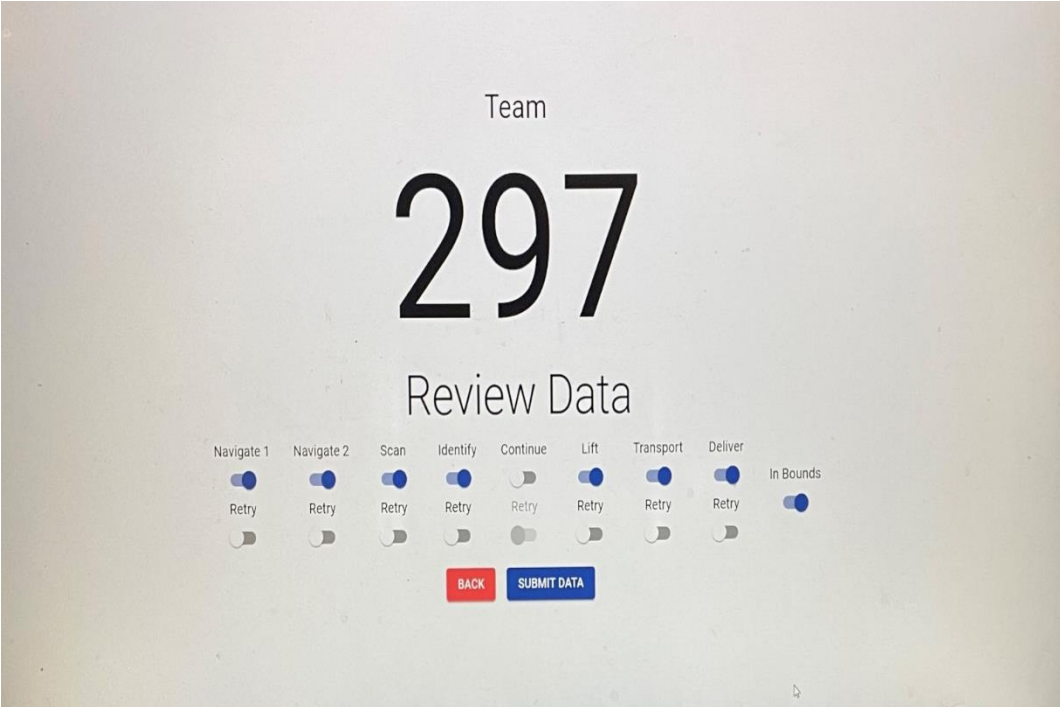 Team
297
Review Data
Navigate 1 Navigate 2 Scan Identify Continue Lift Transport Deliver
In Bounds
Retry Retry Retry Retry Retry Retry Retry Retry
BACK SUBMIT DATA